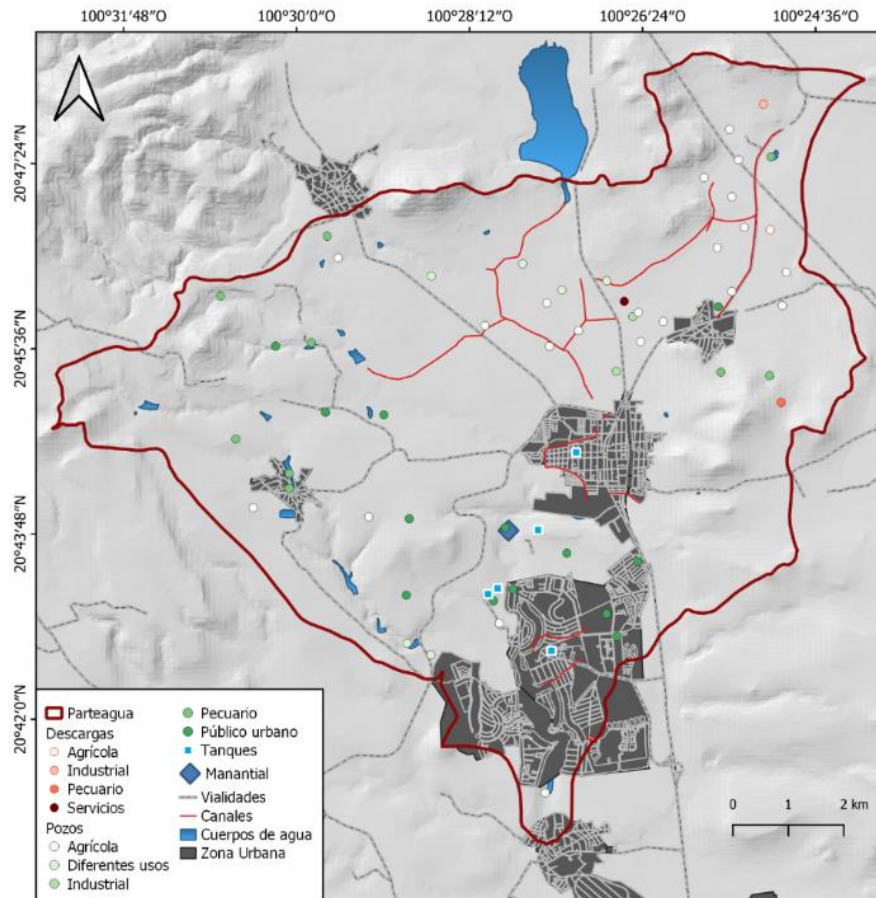 100°31'48"O 100°30'0"O 100°28'12"O 100°26'24"O 100°24'36"O
20°47'24"N
20°45'36"N
20°43'48"N
20°42'0"N
Parteagua
Descargas
Agrícola
Industrial
Pecuario
Servicios
Pozos
Agrícola
Diferentes usos
Industrial
Pecuario
Público urbano
Tanques
Manantial
Vialidades
Canales
Cuerpos de agua
Zona Urbana
0 1 2 km